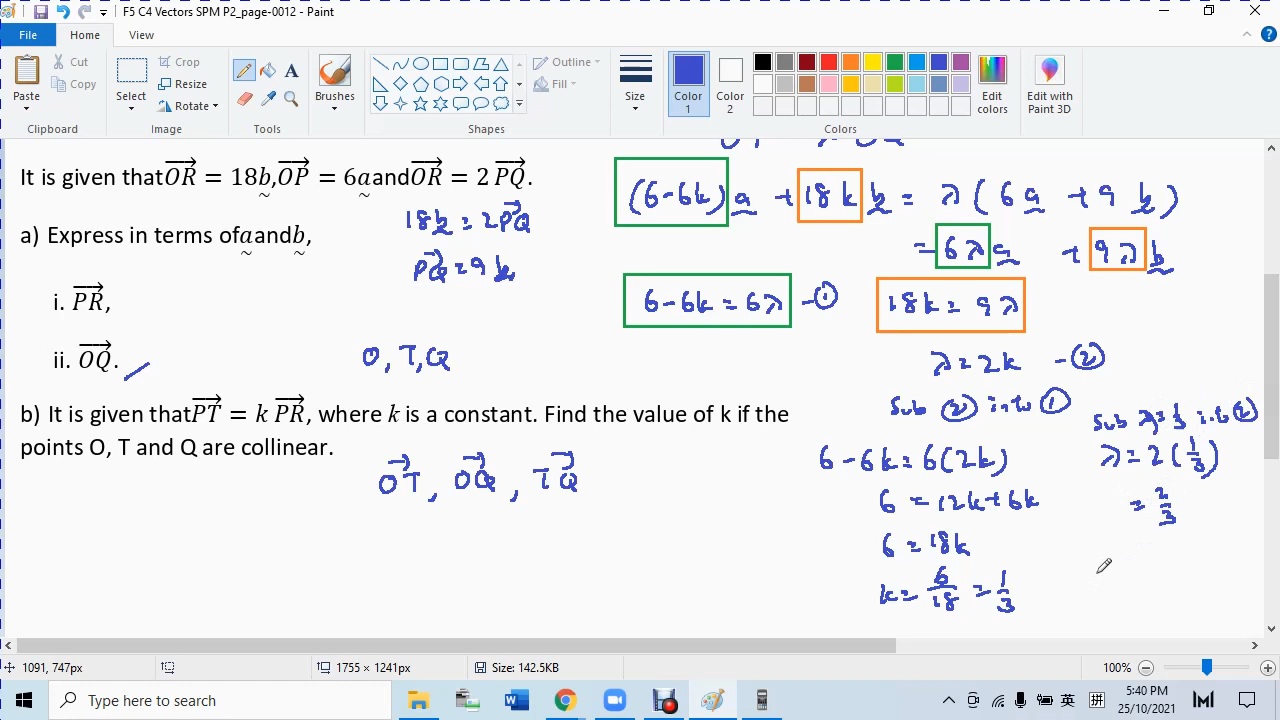 F5 C4 Vectors SPM P2_page-0012 - Paint
File Home View
Paste Cut Copy Clipboard
Select Crop Resize Rotate Image
Tools
Brushes
Outline Fill Shapes
Size
Color 1 Color 2 Edit colors Colors
Edit with Paint 3D
OT λ OQ
It is given that OR⃗ = 18b, OP⃗ = 6a and OR⃗ = 2 PQ⃗.
18b = 2PQ⃗
PQ⃗ = 9b
a) Express in terms of a and b,
i. PR⃗,
ii. OQ⃗.
O, T, Q
b) It is given that PT⃗ = k PR⃗, where k is a constant. Find the value of k if the
points O, T and Q are collinear.
OT⃗, OQ⃗, TQ⃗
(6-6k)a + 18k b = λ(6a + 9b)
= 6λa + 9λb
6-6k = 6λ -①
18k = 9λ
λ = 2k -②
Sub ② into ①
6-6k = 6(2k)
6 = 12k+6k
6 = 18k
k = 6/18 = 1/3
λ = 2(1/3)
= 2/3
1091, 747px
1755 × 1241px
Size: 142.5KB
100%
Type here to search
英 拼
5:40 PM
25/10/2021